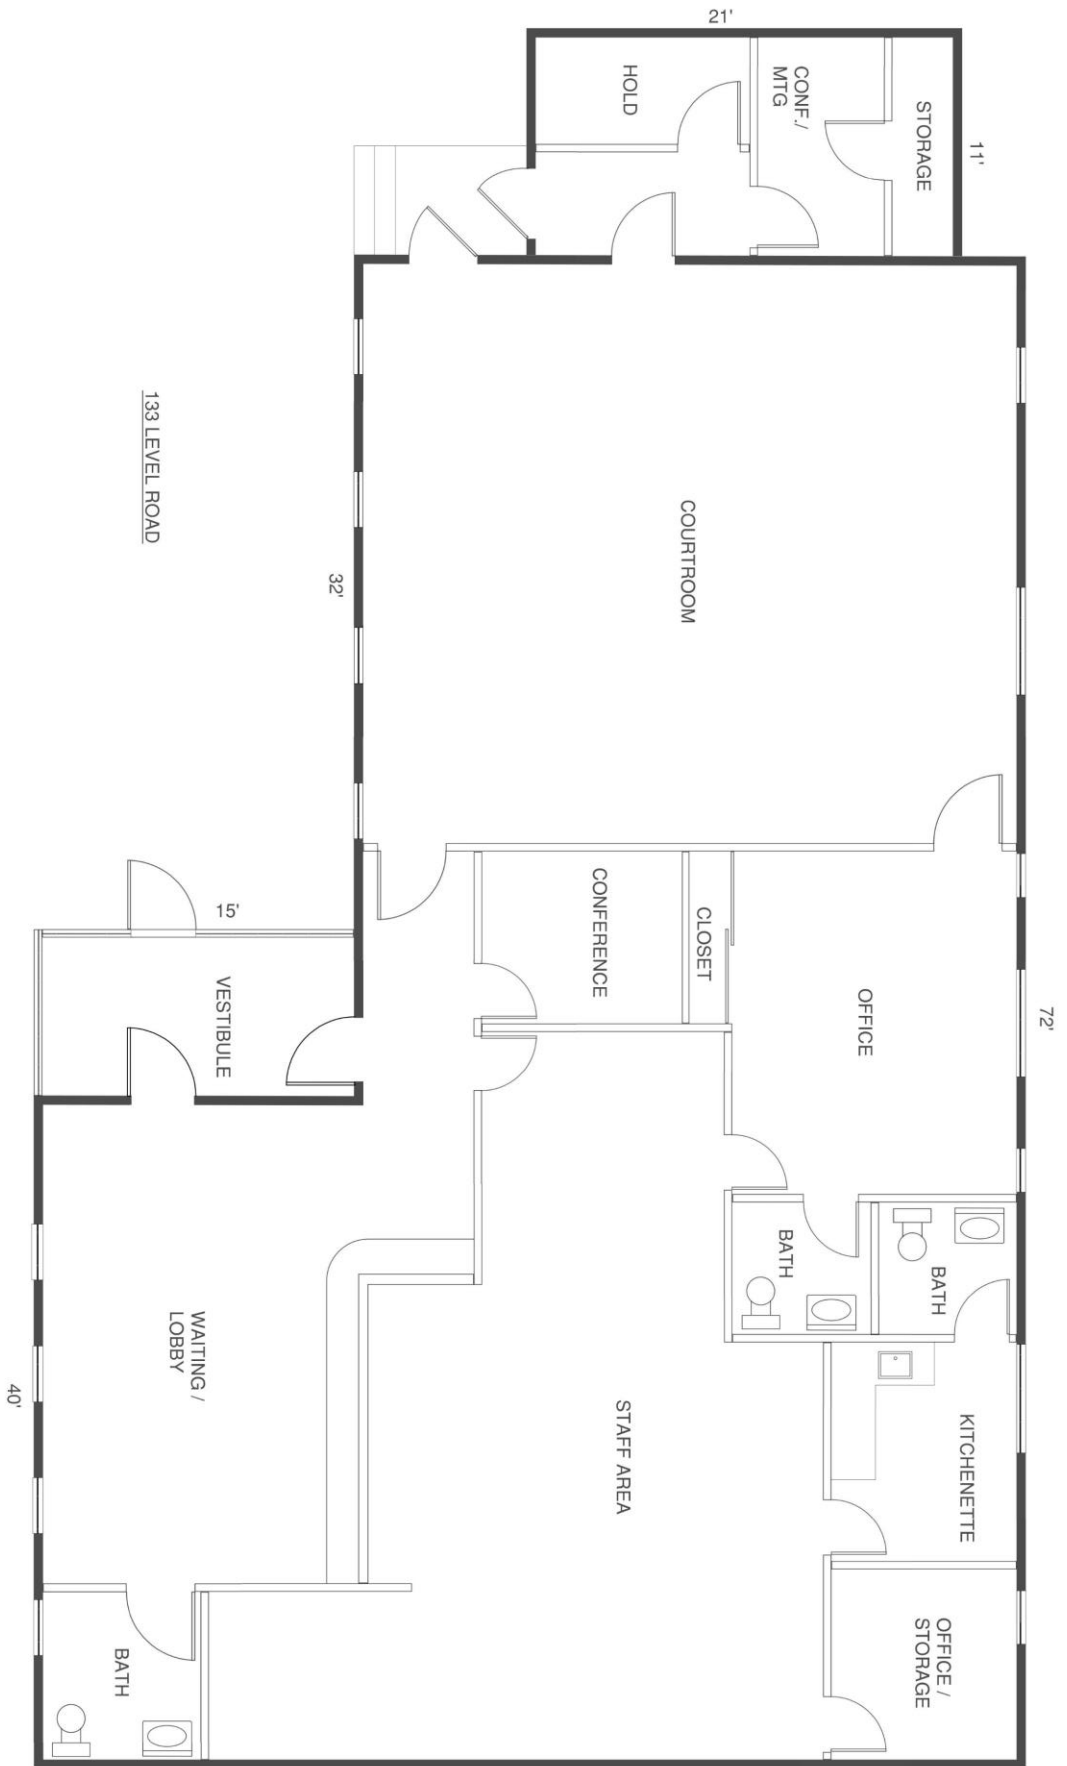 21'
11'
HOLD
CONF./
MTG
STORAGE
COURTROOM
133 LEVEL ROAD
32'
15'
VESTIBULE
CONFERENCE
CLOSET
OFFICE
72'
BATH
BATH
WAITING /
LOBBY
40'
STAFF AREA
KITCHENETTE
OFFICE /
STORAGE
BATH